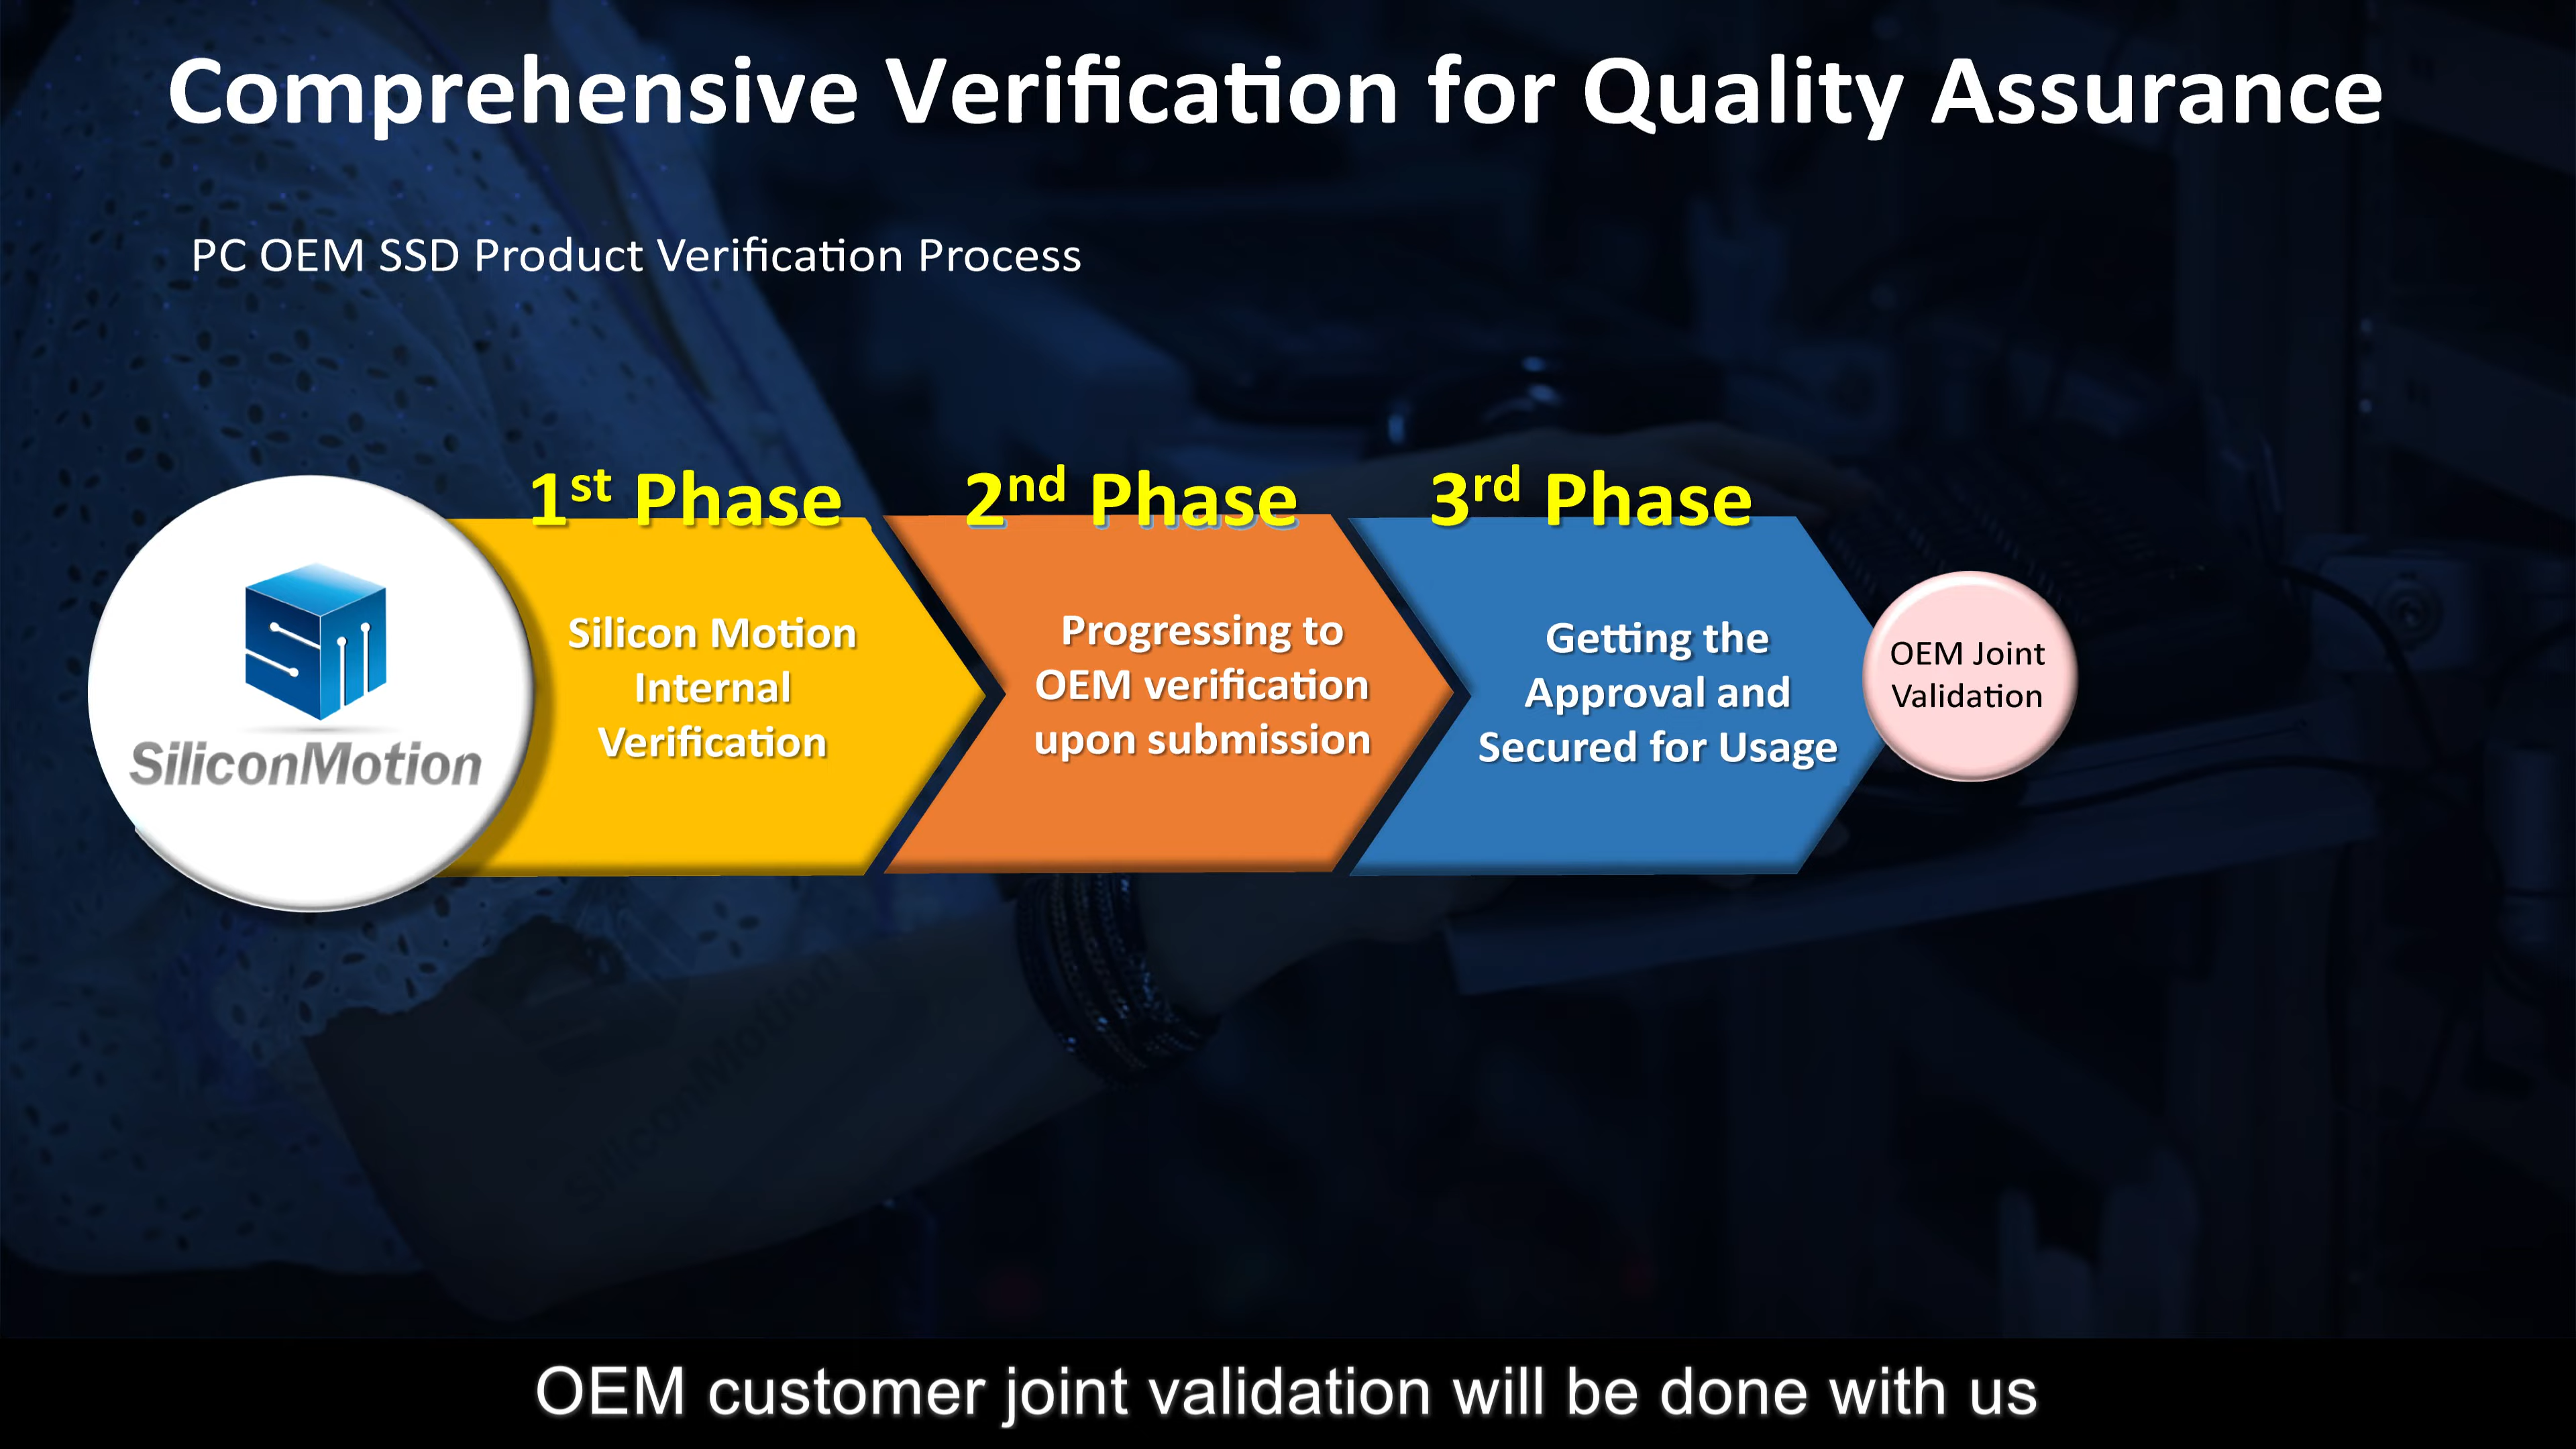 Comprehensive Verification for Quality Assurance
PC OEM SSD Product Verification Process
1st Phase
2nd Phase
3rd Phase
SiliconMotion
Silicon Motion
Internal
Verification
Progressing to
OEM verification
upon submission
Getting the
Approval and
Secured for Usage
OEM Joint
Validation
SiliconMotion
OEM customer joint validation will be done with us